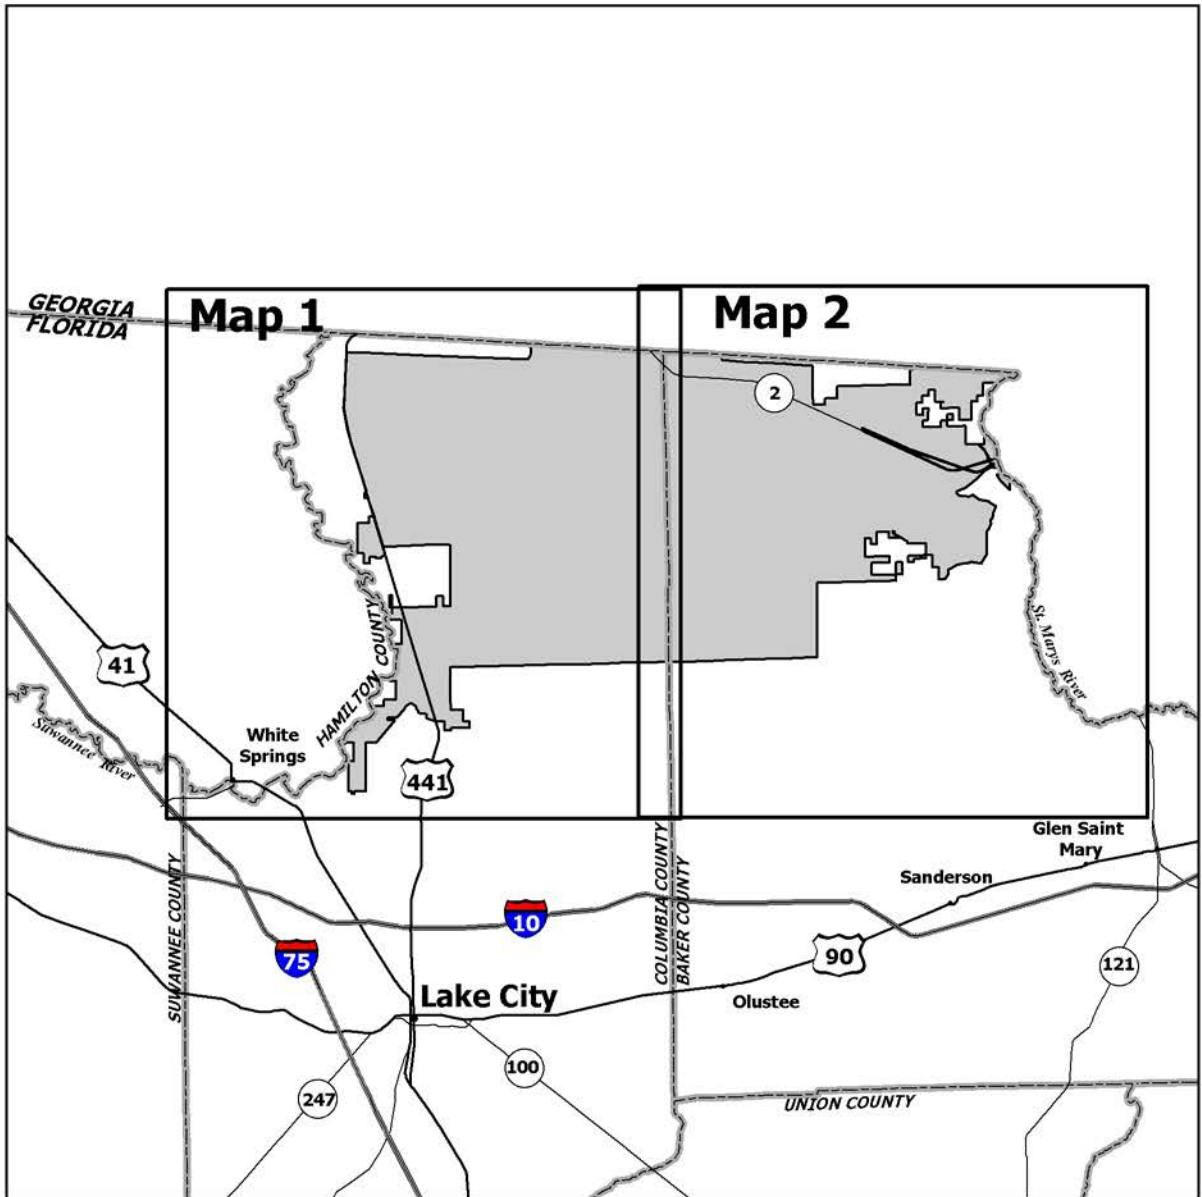 GEORGIA
FLORIDA
Map 1
Map 2
2
St. Marys River
HAMILTON COUNTY
41
White
Springs
Suwannee River
441
Glen Saint
Mary
Sanderson
SUWANNEE COUNTY
COLUMBIA COUNTY
BAKER COUNTY
10
75
90
121
Lake City
Olustee
100
247
UNION COUNTY